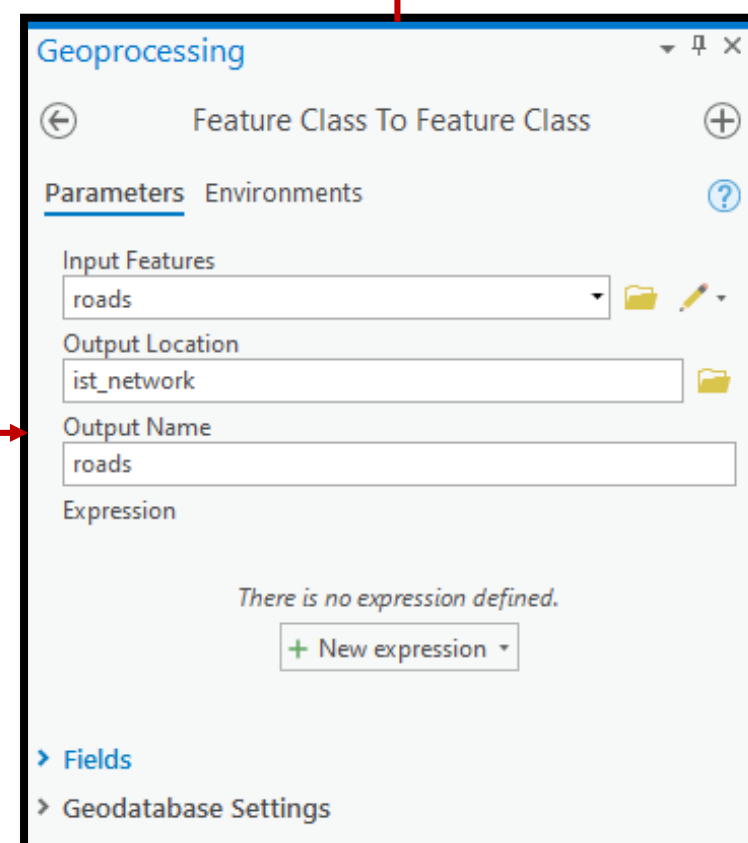 Geoprocessing
Feature Class To Feature Class
Parameters Environments
Input Features
roads
Output Location
ist_network
Output Name
roads
Expression
There is no expression defined.
+ New expression
> Fields
> Geodatabase Settings